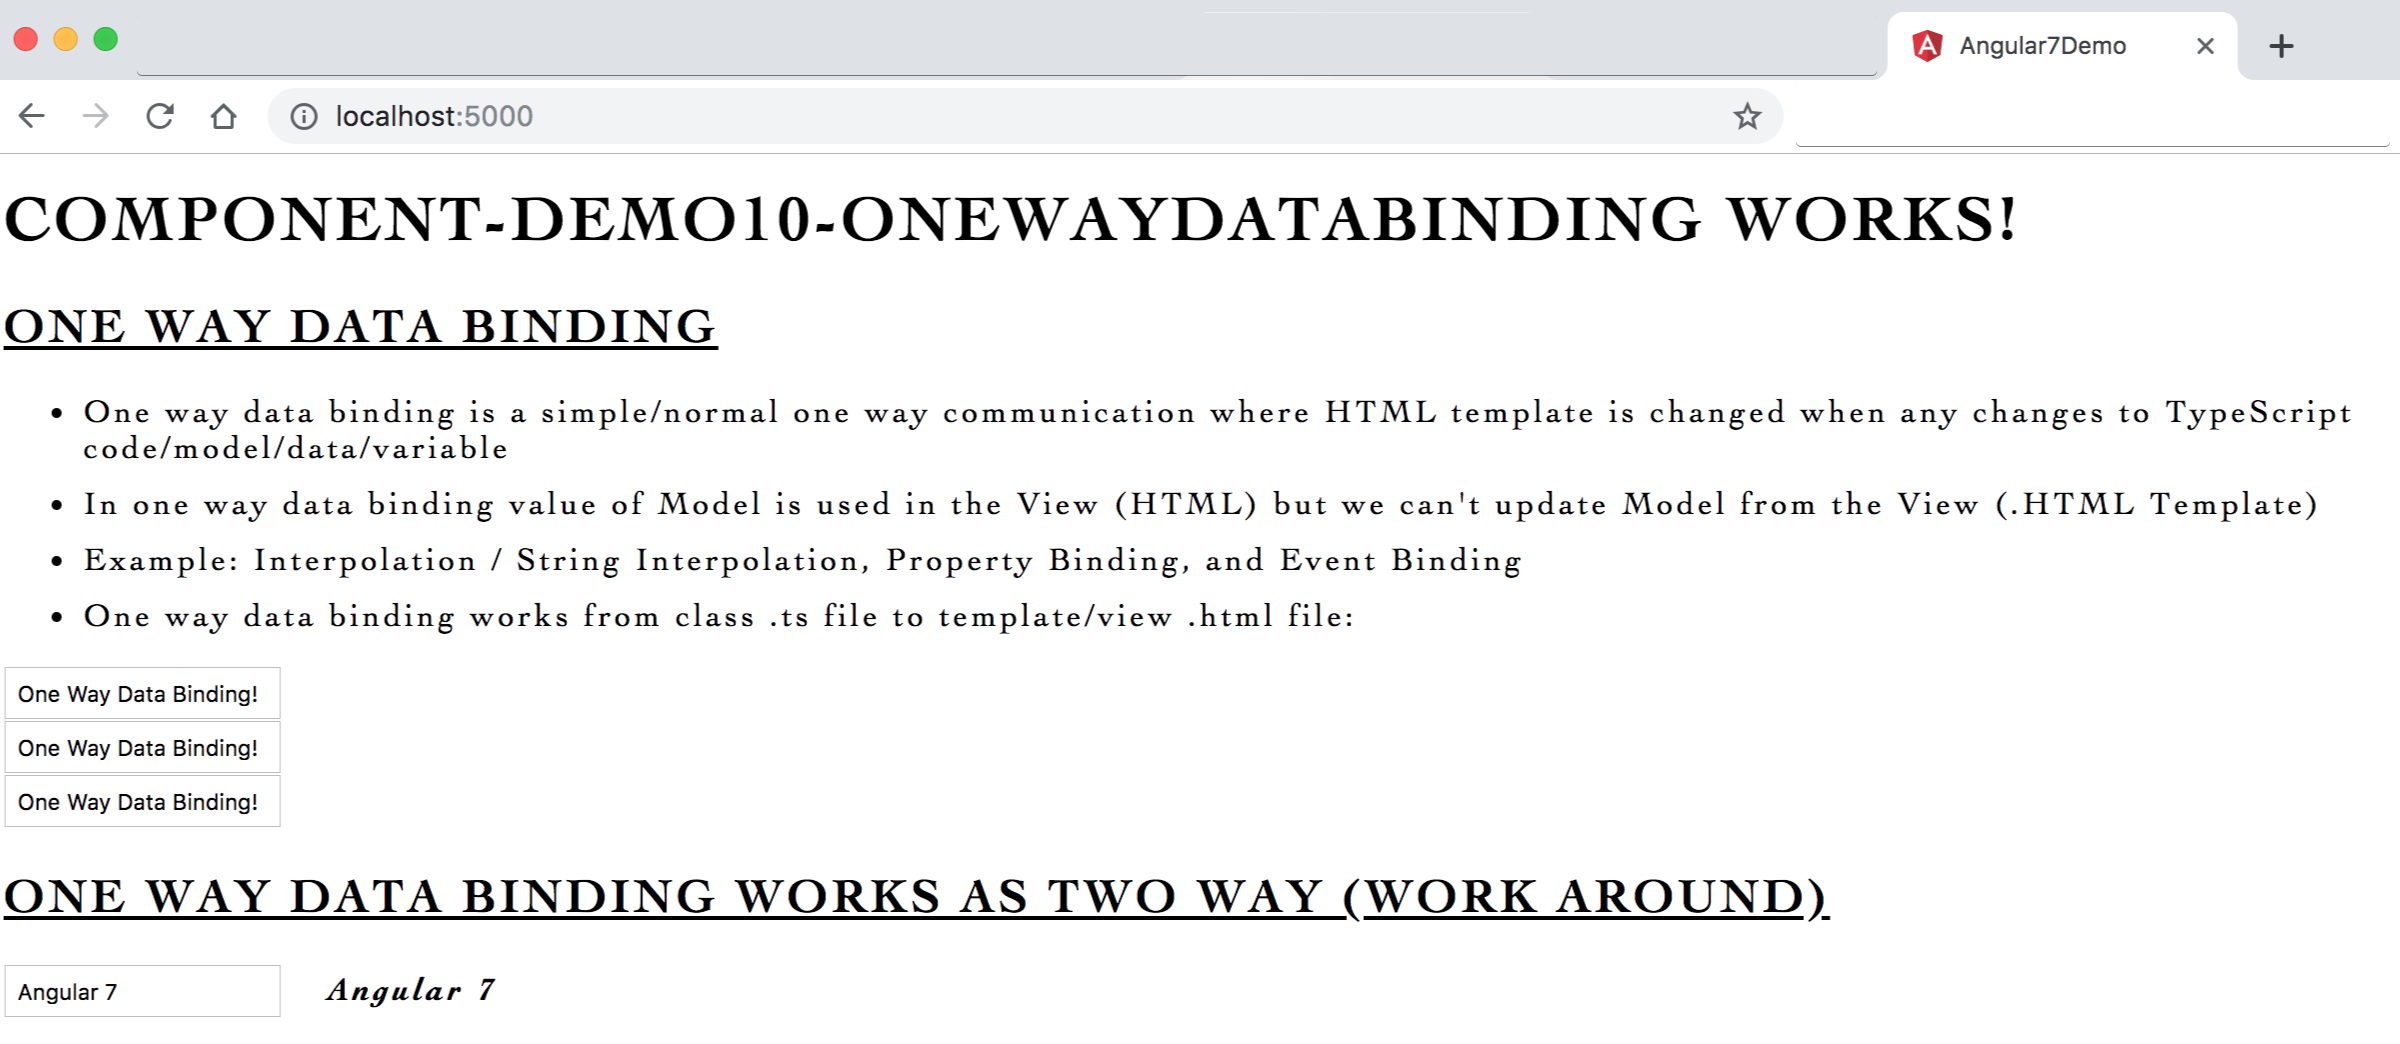 Angular7Demo
localhost:5000
COMPONENT-DEMO10-ONEWAYDATABINDING WORKS!
ONE WAY DATA BINDING
• One way data binding is a simple/normal one way communication where HTML template is changed when any changes to TypeScript
code/model/data/variable
• In one way data binding value of Model is used in the View (HTML) but we can't update Model from the View (.HTML Template)
• Example: Interpolation / String Interpolation, Property Binding, and Event Binding
• One way data binding works from class .ts file to template/view .html file:
One Way Data Binding!
One Way Data Binding!
One Way Data Binding!
ONE WAY DATA BINDING WORKS AS TWO WAY (WORK AROUND)
Angular 7 Angular 7